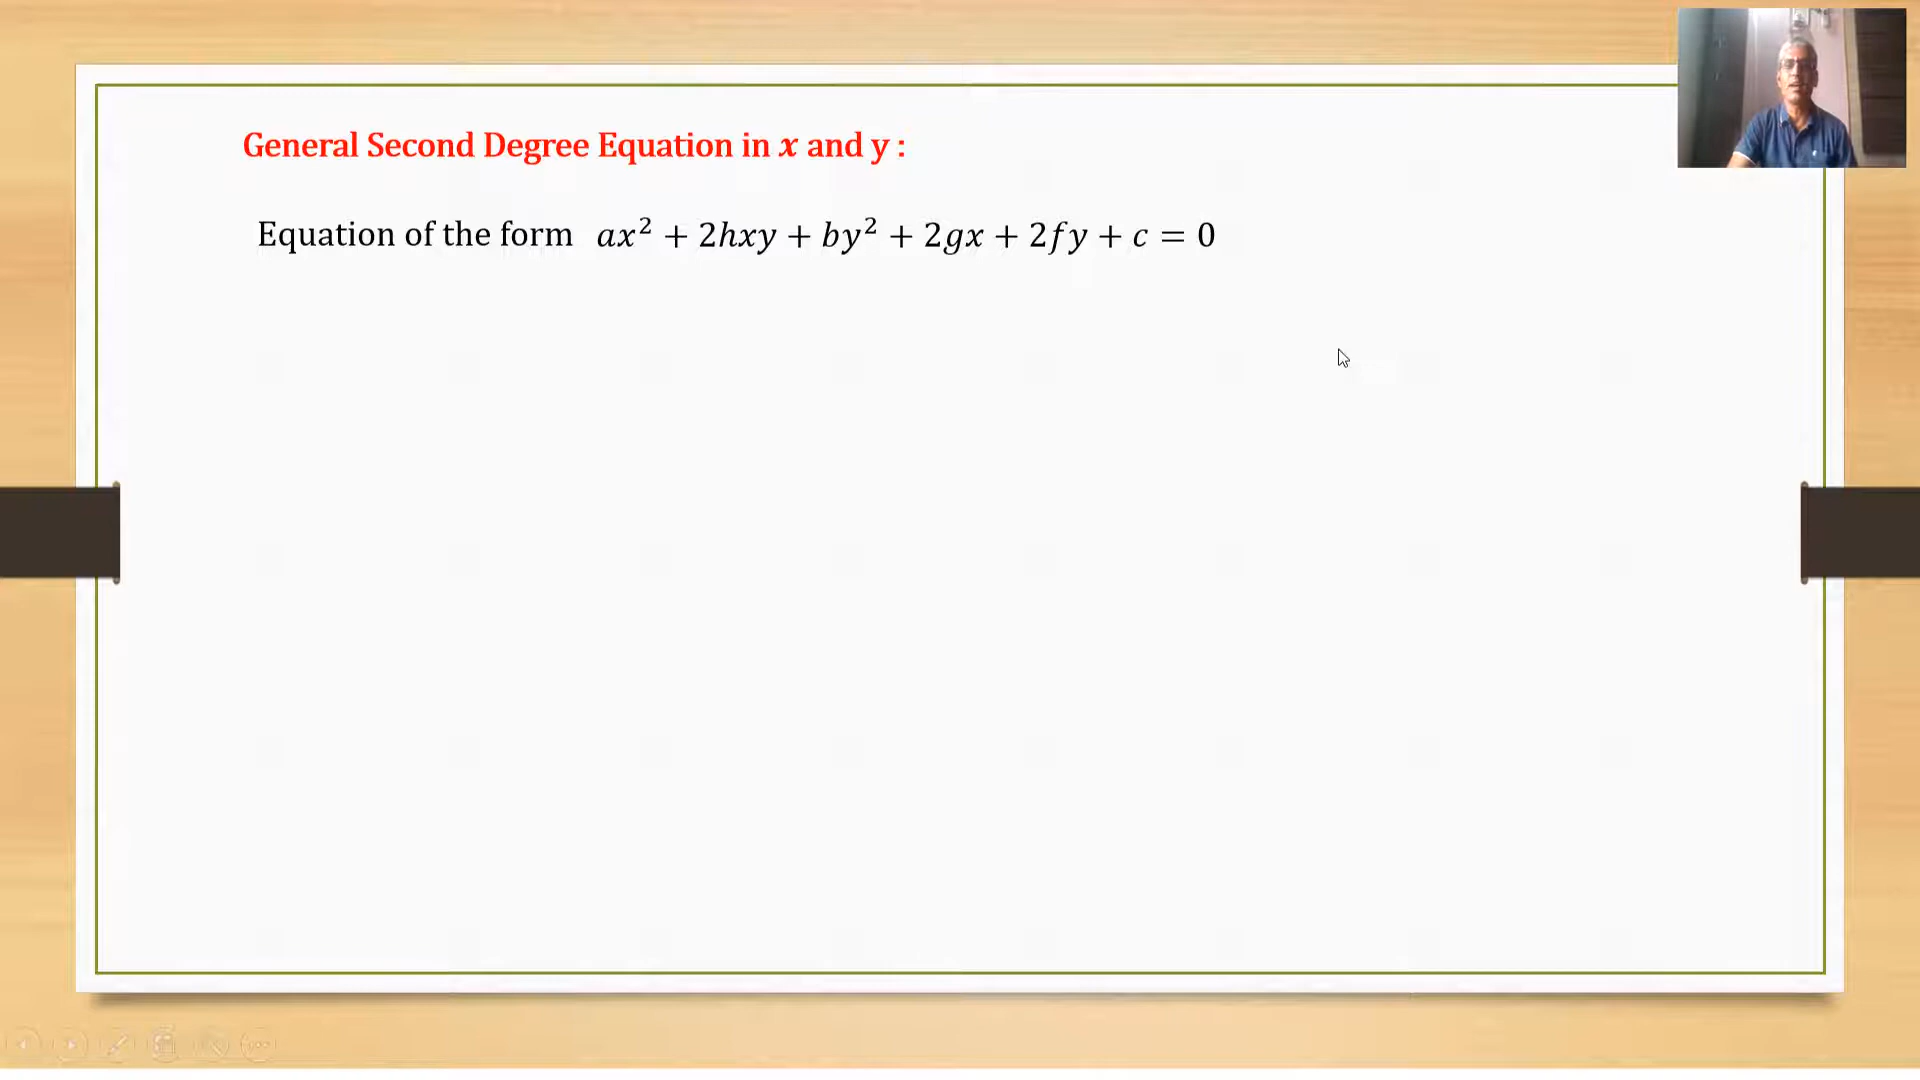 General Second Degree Equation in x and y :
Equation of the form ax² + 2hxy + by² + 2gx + 2fy + c = 0